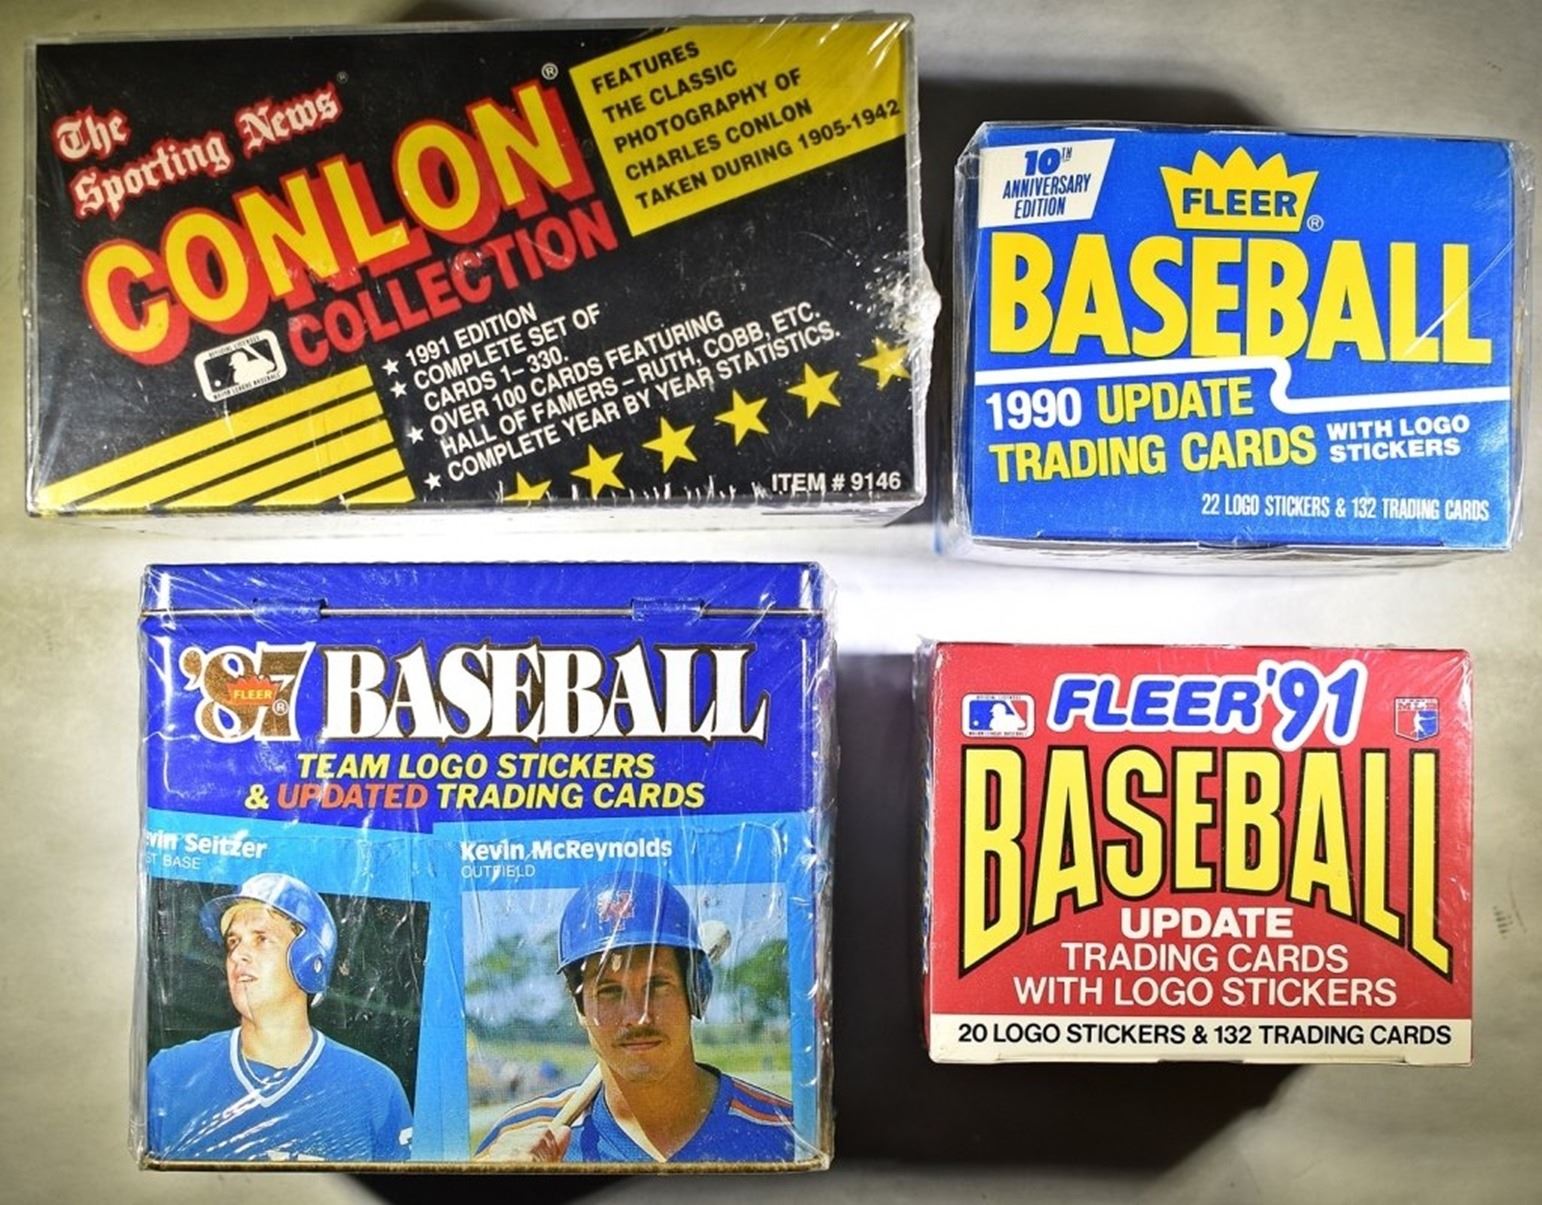 The
Sporting News®
CONLON®
COLLECTION
FEATURES
THE CLASSIC
PHOTOGRAPHY OF
CHARLES CONLON
TAKEN DURING 1905-1942
★ 1991 EDITION
★ COMPLETE SET OF
CARDS 1-330.
★ OVER 100 CARDS FEATURING
HALL OF FAMERS - RUTH, COBB, ETC.
★ COMPLETE YEAR BY YEAR STATISTICS.
ITEM # 9146
10TH
ANNIVERSARY
EDITION
FLEER®
BASEBALL
1990 UPDATE
TRADING CARDS
WITH LOGO
STICKERS
22 LOGO STICKERS & 132 TRADING CARDS
'87 BASEBALL
FLEER®
TEAM LOGO STICKERS
& UPDATED TRADING CARDS
evin Seitzer
ST BASE
Kevin McReynolds
OUTFIELD
FLEER '91
BASEBALL
UPDATE
TRADING CARDS
WITH LOGO STICKERS
20 LOGO STICKERS & 132 TRADING CARDS